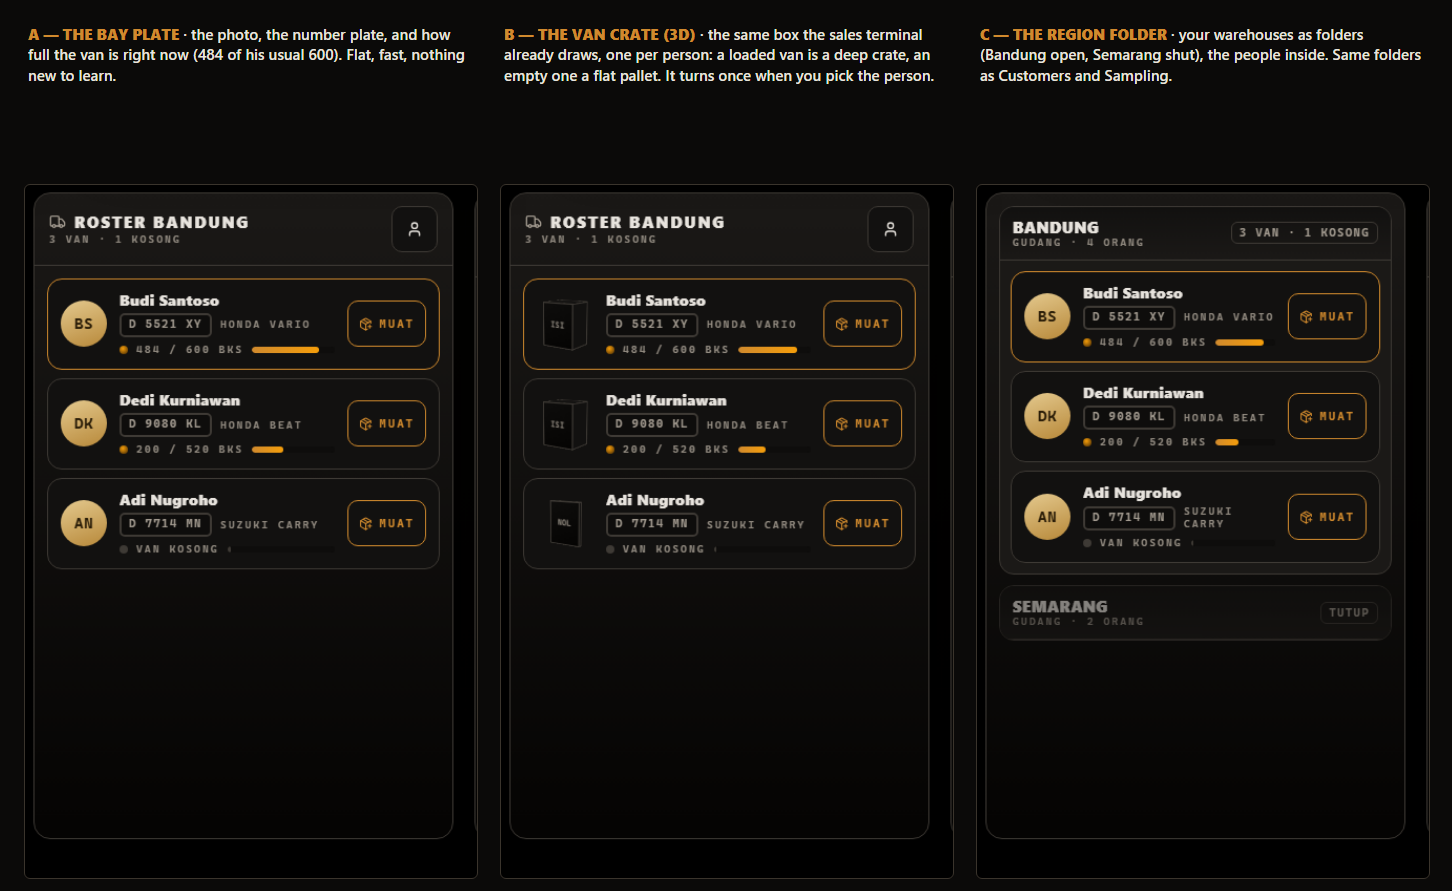 A — THE BAY PLATE · the photo, the number plate, and how
full the van is right now (484 of his usual 600). Flat, fast, nothing
new to learn.
B — THE VAN CRATE (3D) · the same box the sales terminal
already draws, one per person: a loaded van is a deep crate, an
empty one a flat pallet. It turns once when you pick the person.
C — THE REGION FOLDER · your warehouses as folders
(Bandung open, Semarang shut), the people inside. Same folders
as Customers and Sampling.
ROSTER BANDUNG
3 VAN · 1 KOSONG
BS
Budi Santoso
D 5521 XY HONDA VARIO
484 / 600 BKS
MUAT
DK
Dedi Kurniawan
D 9080 KL HONDA BEAT
200 / 520 BKS
MUAT
AN
Adi Nugroho
D 7714 MN SUZUKI CARRY
VAN KOSONG
MUAT
ROSTER BANDUNG
3 VAN · 1 KOSONG
ISI
Budi Santoso
D 5521 XY HONDA VARIO
484 / 600 BKS
MUAT
ISI
Dedi Kurniawan
D 9080 KL HONDA BEAT
200 / 520 BKS
MUAT
NOL
Adi Nugroho
D 7714 MN SUZUKI CARRY
VAN KOSONG
MUAT
BANDUNG
GUDANG · 4 ORANG
3 VAN · 1 KOSONG
BS
Budi Santoso
D 5521 XY HONDA VARIO
484 / 600 BKS
MUAT
DK
Dedi Kurniawan
D 9080 KL HONDA BEAT
200 / 520 BKS
MUAT
AN
Adi Nugroho
D 7714 MN SUZUKI
CARRY
VAN KOSONG
MUAT
SEMARANG
GUDANG · 2 ORANG
TUTUP